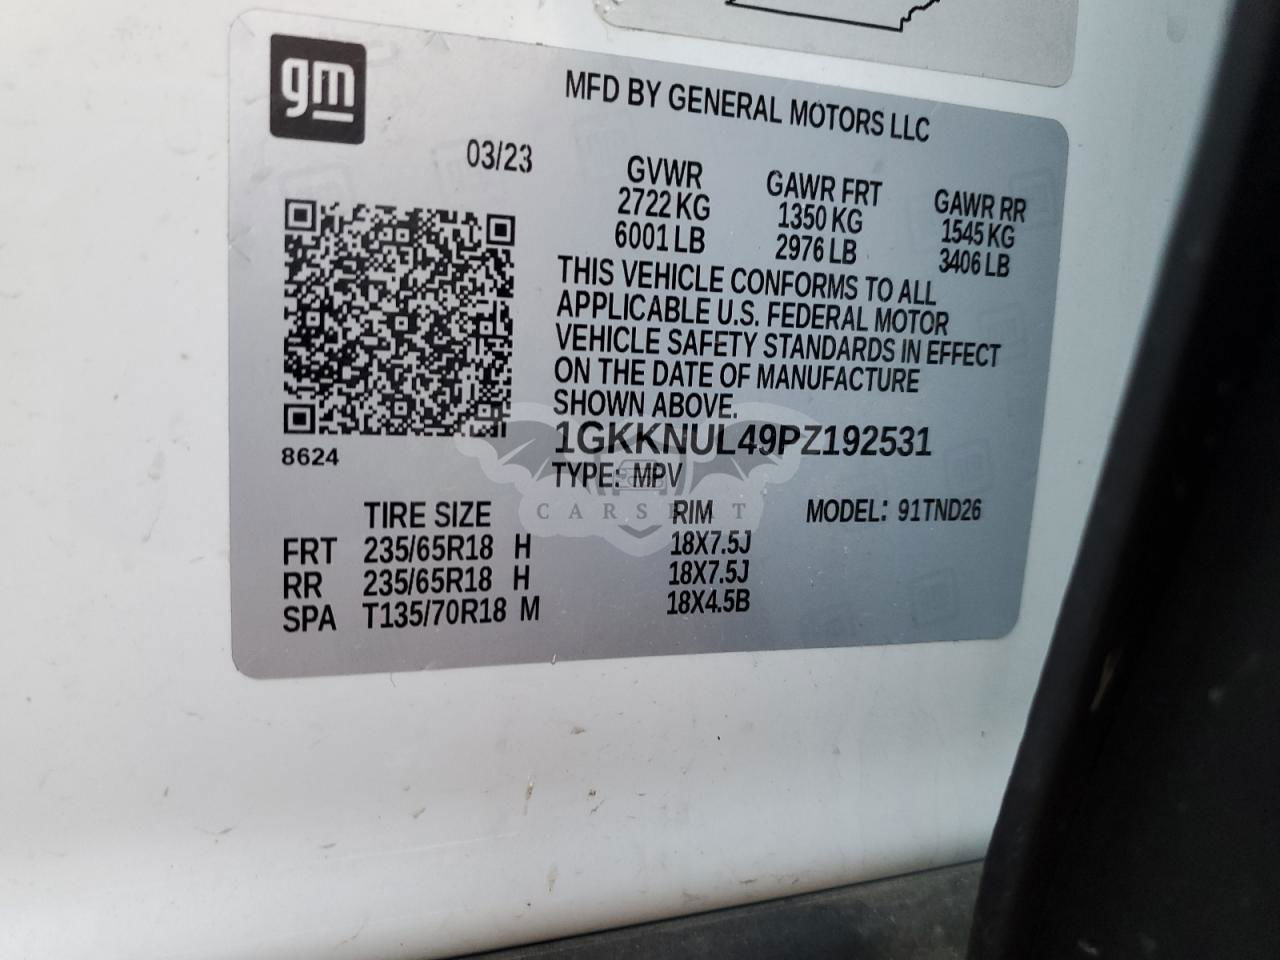 gm
MFD BY GENERAL MOTORS LLC
03/23
GVWR GAWR FRT GAWR RR
2722 KG 1350 KG 1545 KG
6001 LB 2976 LB 3406 LB
THIS VEHICLE CONFORMS TO ALL
APPLICABLE U.S. FEDERAL MOTOR
VEHICLE SAFETY STANDARDS IN EFFECT
ON THE DATE OF MANUFACTURE
SHOWN ABOVE.
8624
1GKKNUL49PZ192531
TYPE: MPV
CARSBAT
TIRE SIZE RIM MODEL: 91TND26
FRT 235/65R18 H 18X7.5J
RR 235/65R18 H 18X7.5J
SPA T135/70R18 M 18X4.5B